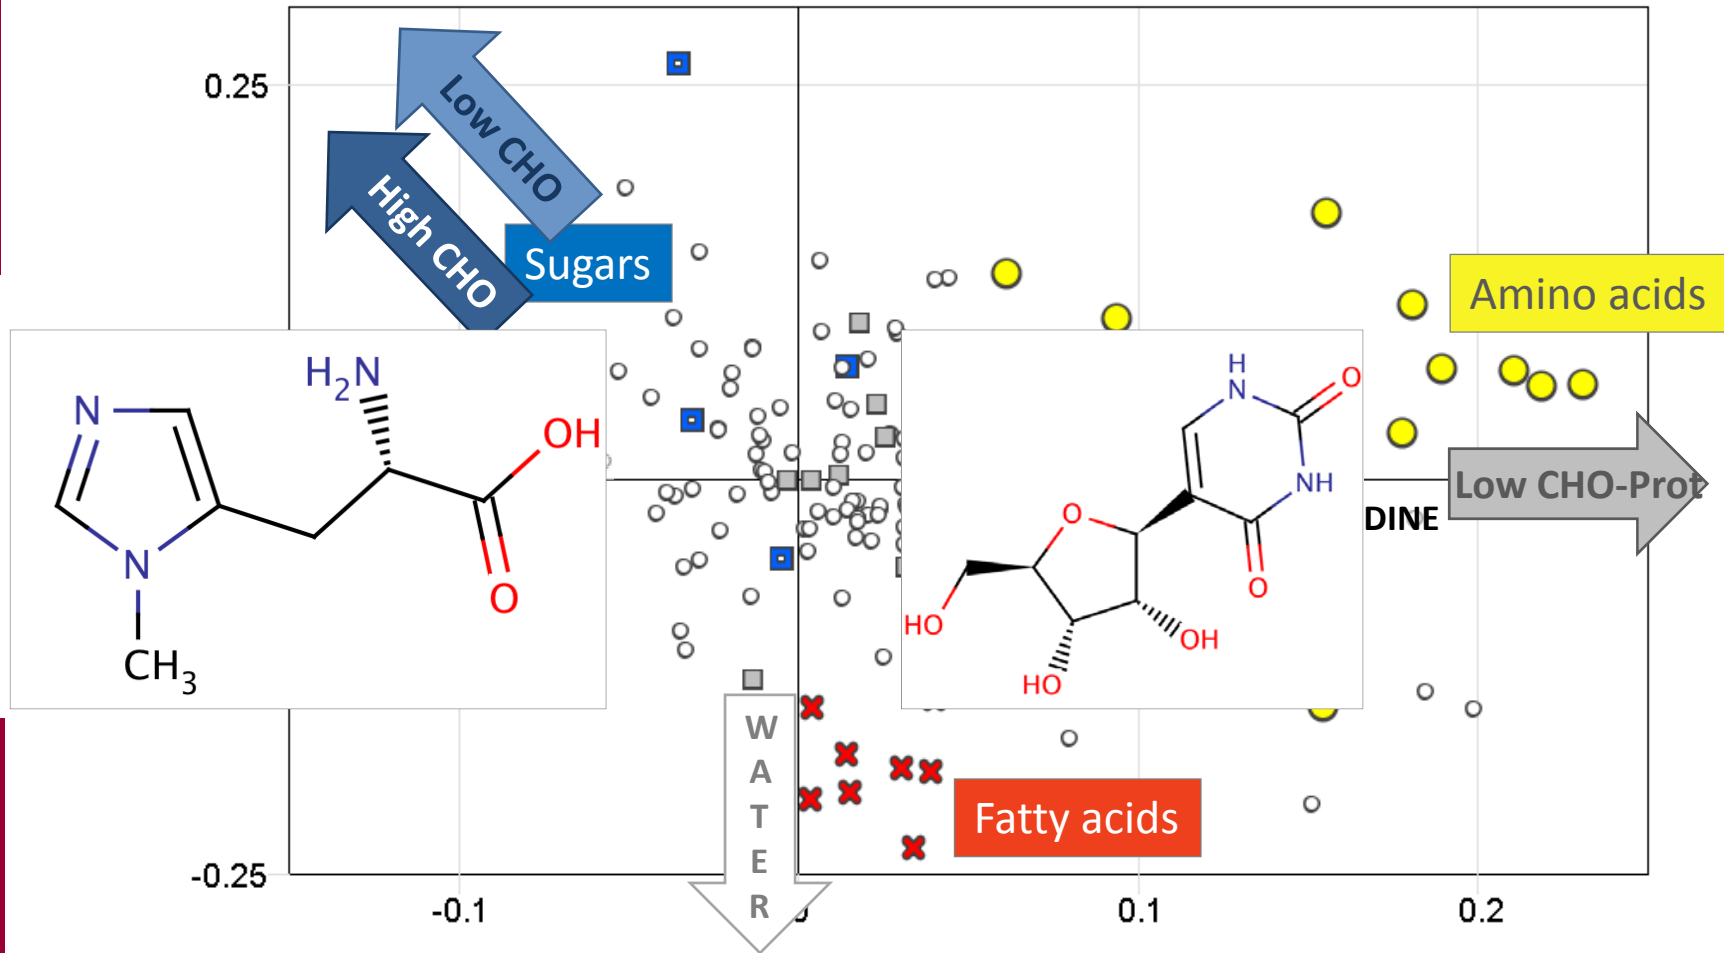 0.25
Low CHO
High CHO
Sugars
Amino acids
H2N
N
OH
N
O
CH3
H
N
O
NH
O
O
HO
OH
HO
Low CHO-Prot
DINE
W
A
T
E
R
Fatty acids
-0.25
-0.1
0.1
0.2